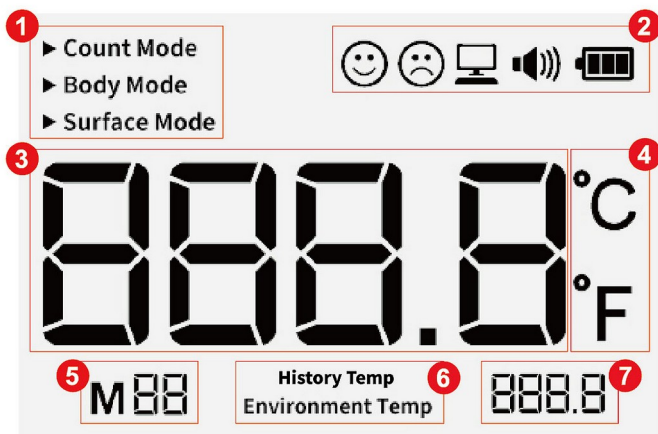 1
► Count Mode
► Body Mode
► Surface Mode
2
3
888.8
4
°C
°F
5
M88
6
History Temp
Environment Temp
7
888.8